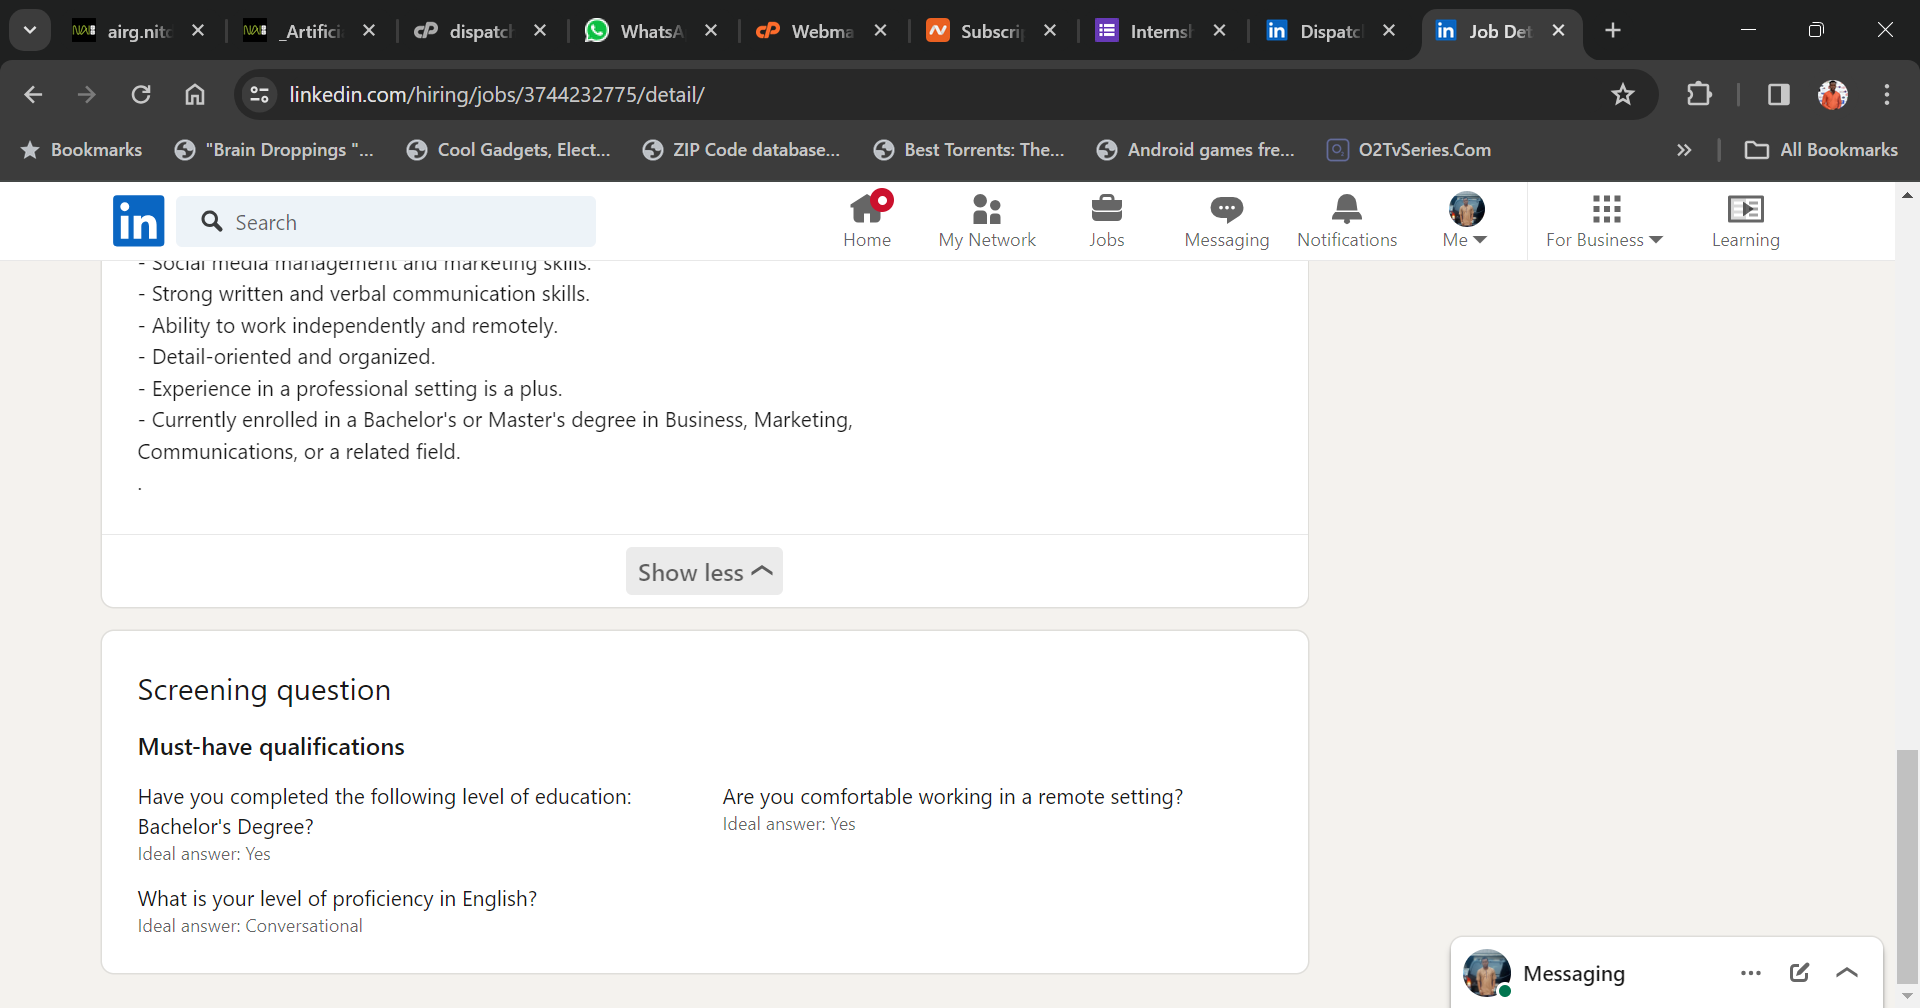 airg.nitd
_Artifici
dispatch
WhatsA
Webma
Subscrip
Internsh
Dispatch
Job Det
linkedin.com/hiring/jobs/3744232775/detail/
Bookmarks
"Brain Droppings "...
Cool Gadgets, Elect...
ZIP Code database...
Best Torrents: The...
Android games fre...
O2TvSeries.Com
All Bookmarks
in
Search
Home
My Network
Jobs
Messaging
Notifications
Me
For Business
Learning
- Social media management and marketing skills.
- Strong written and verbal communication skills.
- Ability to work independently and remotely.
- Detail-oriented and organized.
- Experience in a professional setting is a plus.
- Currently enrolled in a Bachelor's or Master's degree in Business, Marketing,
Communications, or a related field.
.
Show less
Screening question
Must-have qualifications
Have you completed the following level of education:
Bachelor's Degree?
Ideal answer: Yes
Are you comfortable working in a remote setting?
Ideal answer: Yes
What is your level of proficiency in English?
Ideal answer: Conversational
Messaging